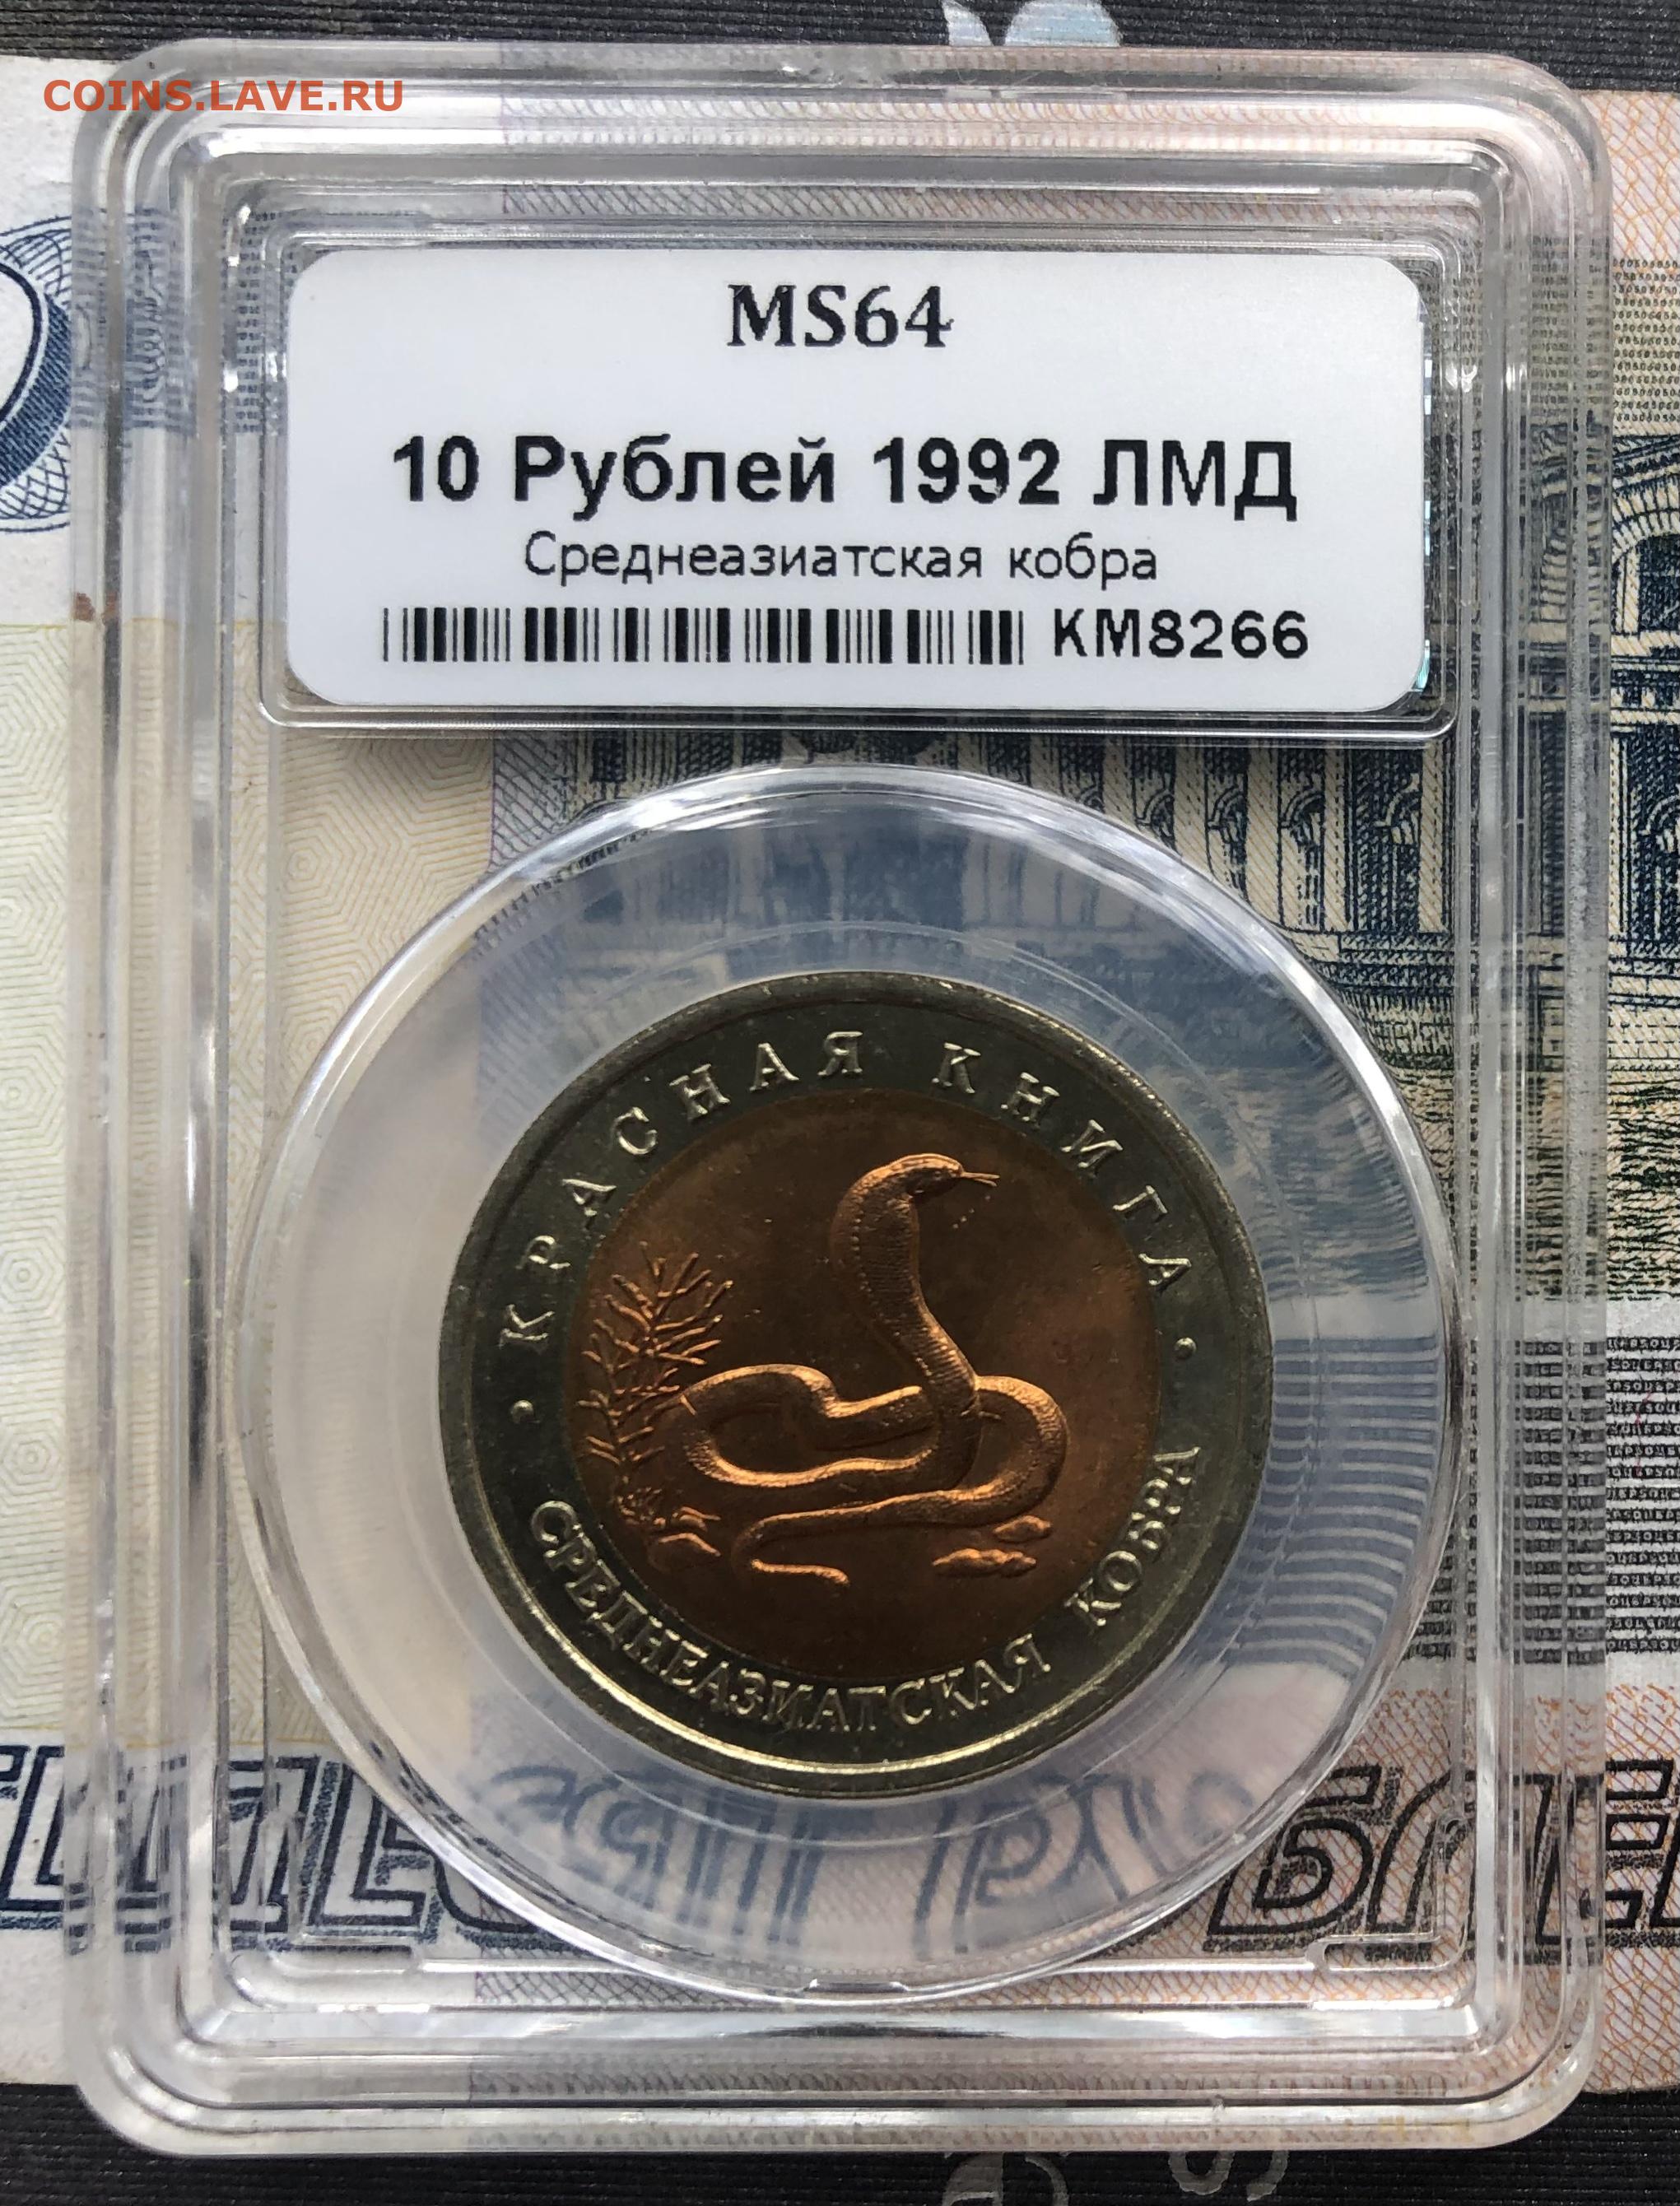 COINS.LAVE.RU
MS64
10 Рублей 1992 ЛМД
Среднеазиатская кобра
KM8266
· КРАСНАЯ КНИГА ·
СРЕДНЕАЗИАТСКАЯ КОБРА